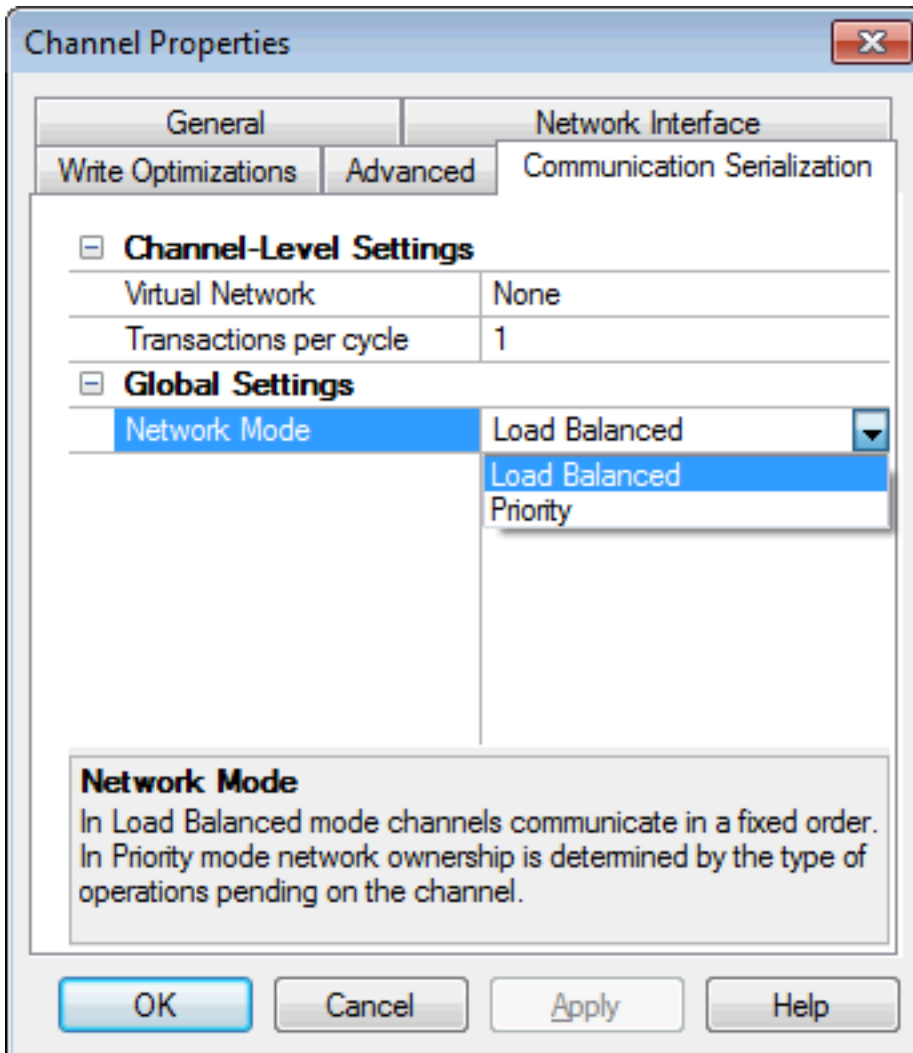 Channel Properties
General
Network Interface
Write Optimizations
Advanced
Communication Serialization
Channel-Level Settings
Virtual Network
None
Transactions per cycle
1
Global Settings
Network Mode
Load Balanced
Load Balanced
Priority
Network Mode
In Load Balanced mode channels communicate in a fixed order.
In Priority mode network ownership is determined by the type of
operations pending on the channel.
OK
Cancel
Apply
Help